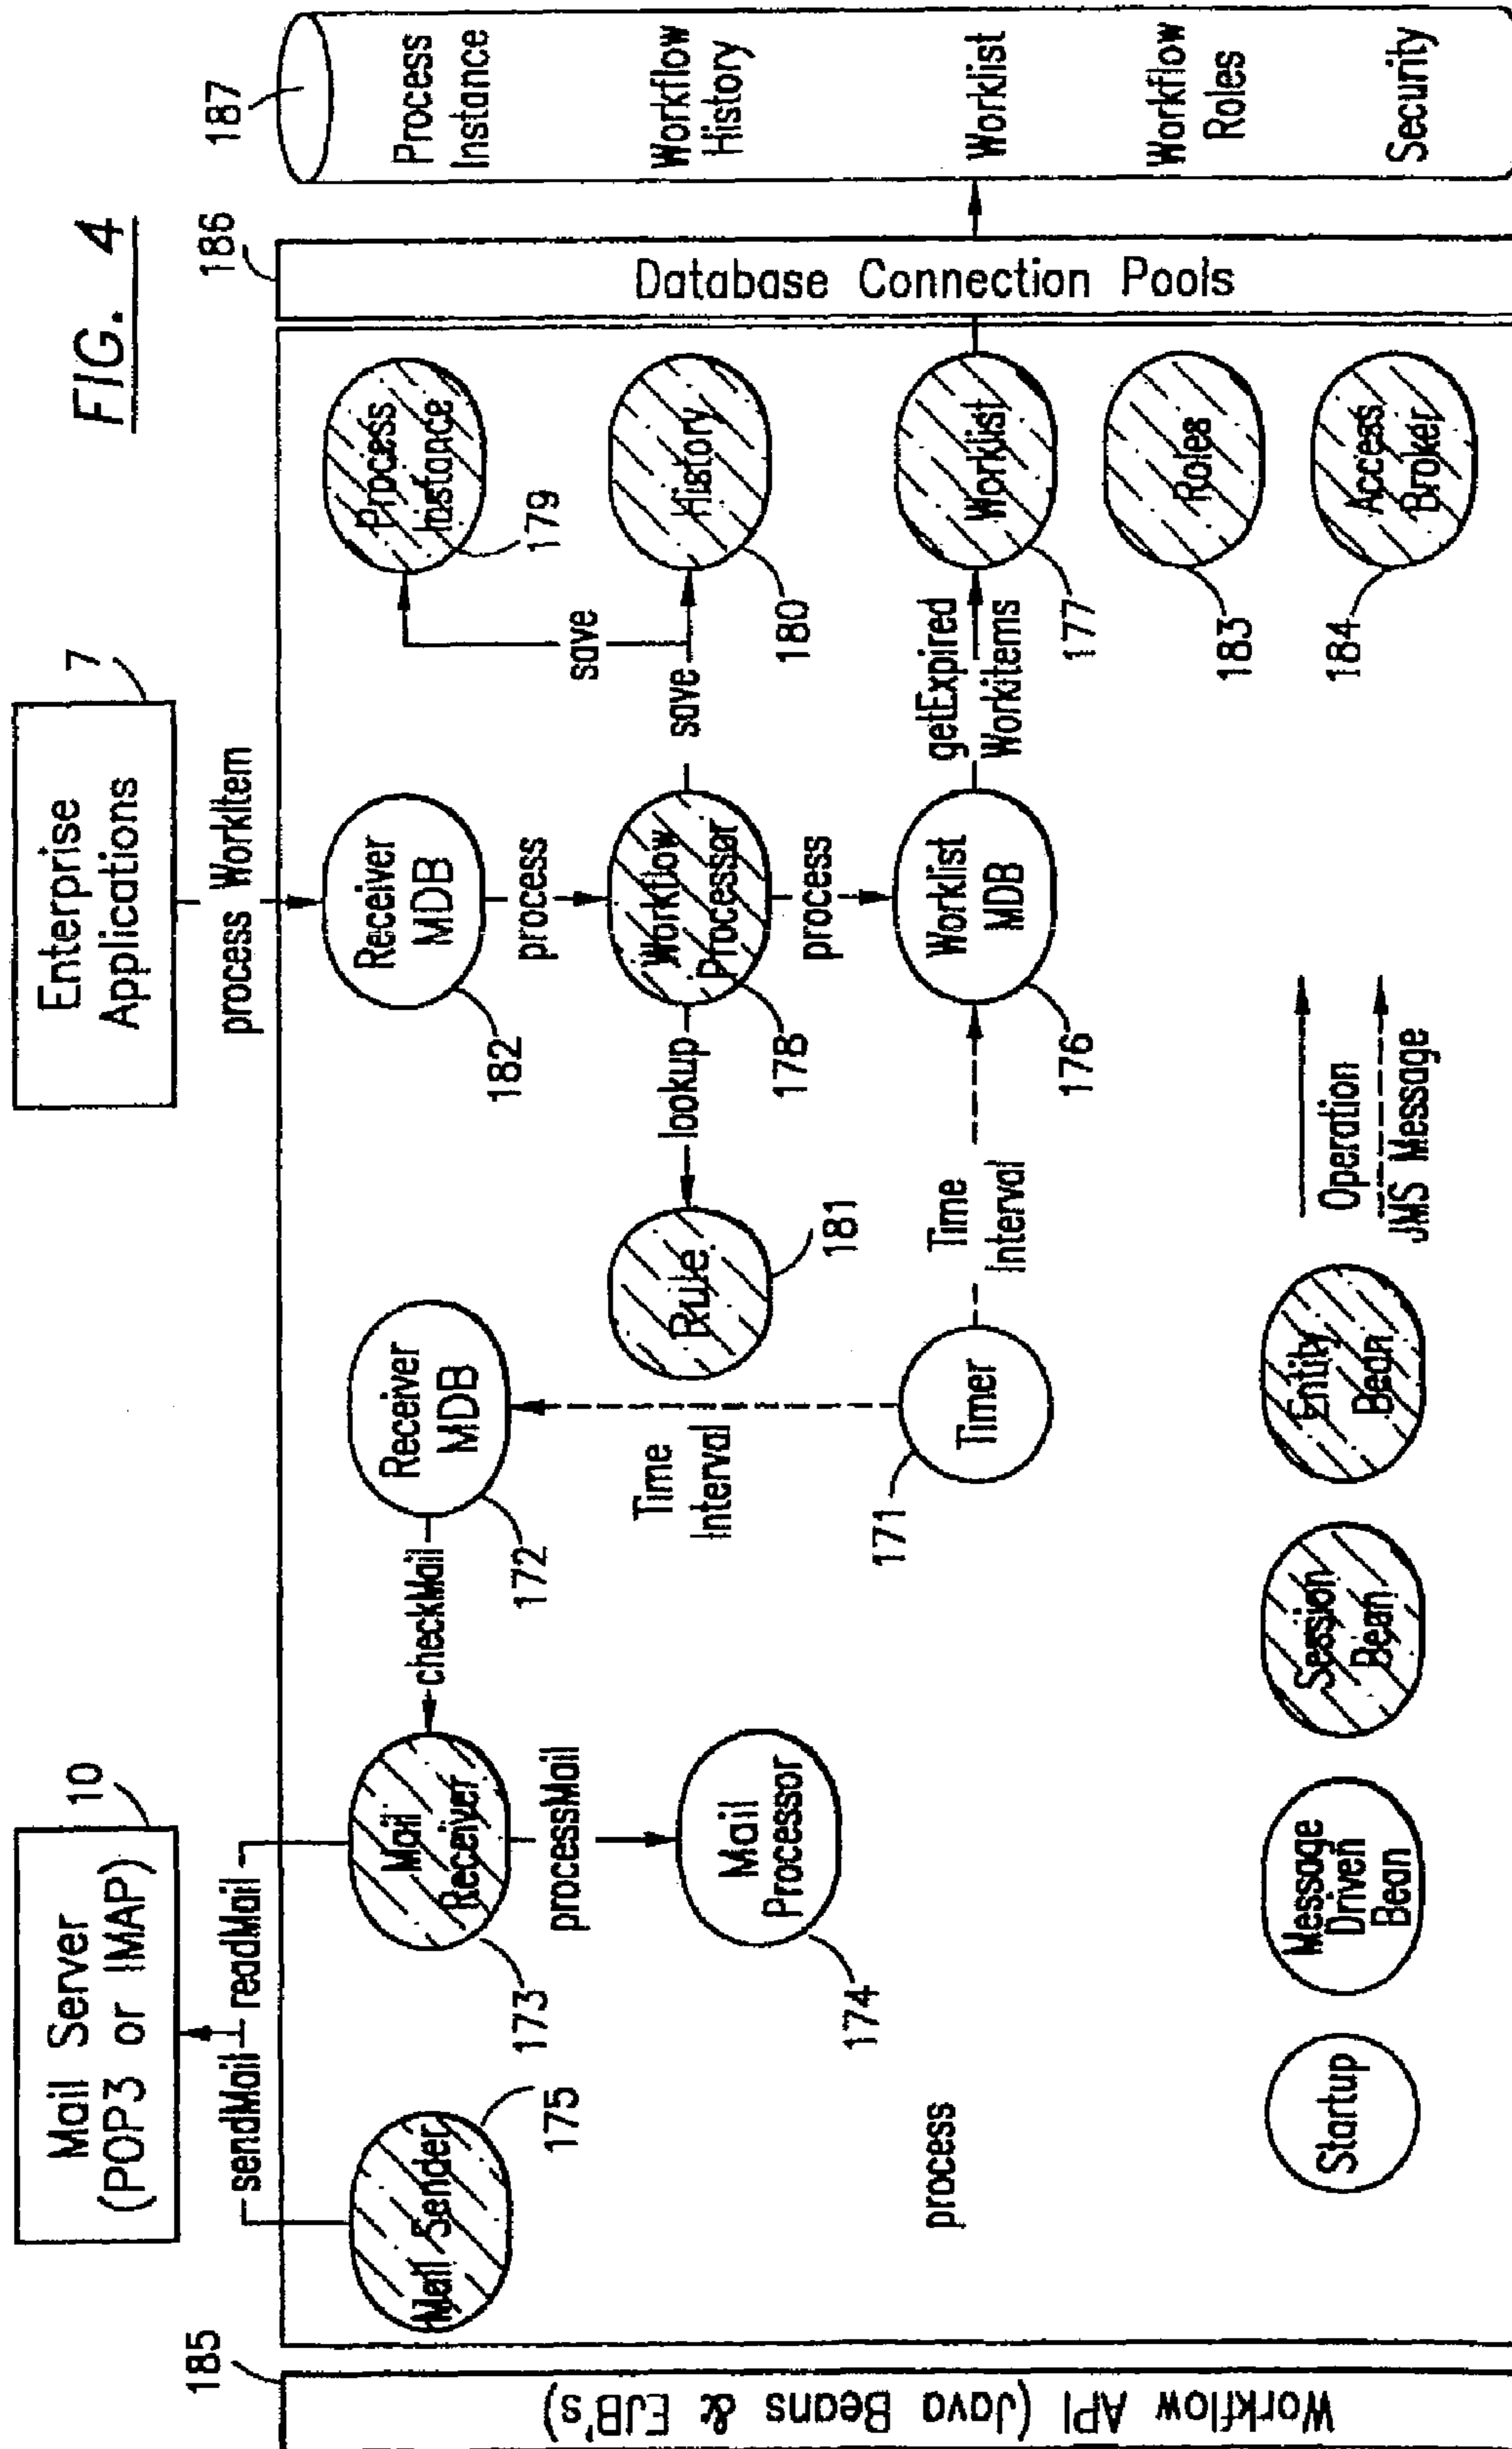 FIG. 4
Mail Server
(POP3 or IMAP)
10
Enterprise
Applications
7
185
Workflow API (Java Beans & EJB's)
sendMail
readMail
process WorkItem
Mail Sender
175
Mail
Receiver
173
checkMail
Receiver
MDB
172
Receiver
MDB
182
Process
Instance
179
processMail
Mail
Processor
174
Time
Interval
process
save
save
Rule
181
lookup
Workflow
Processor
178
History
180
process
process
Timer
171
Time
Interval
Worklist
MDB
176
getExpired
Workitems
Worklist
177
Roles
183
Access
Broker
184
Startup
Message
Driven
Bean
Session
Bean
Entity
Bean
Operation
JMS Message
186
Database Connection Pools
187
Process
Instance
Workflow
History
Worklist
Workflow
Roles
Security